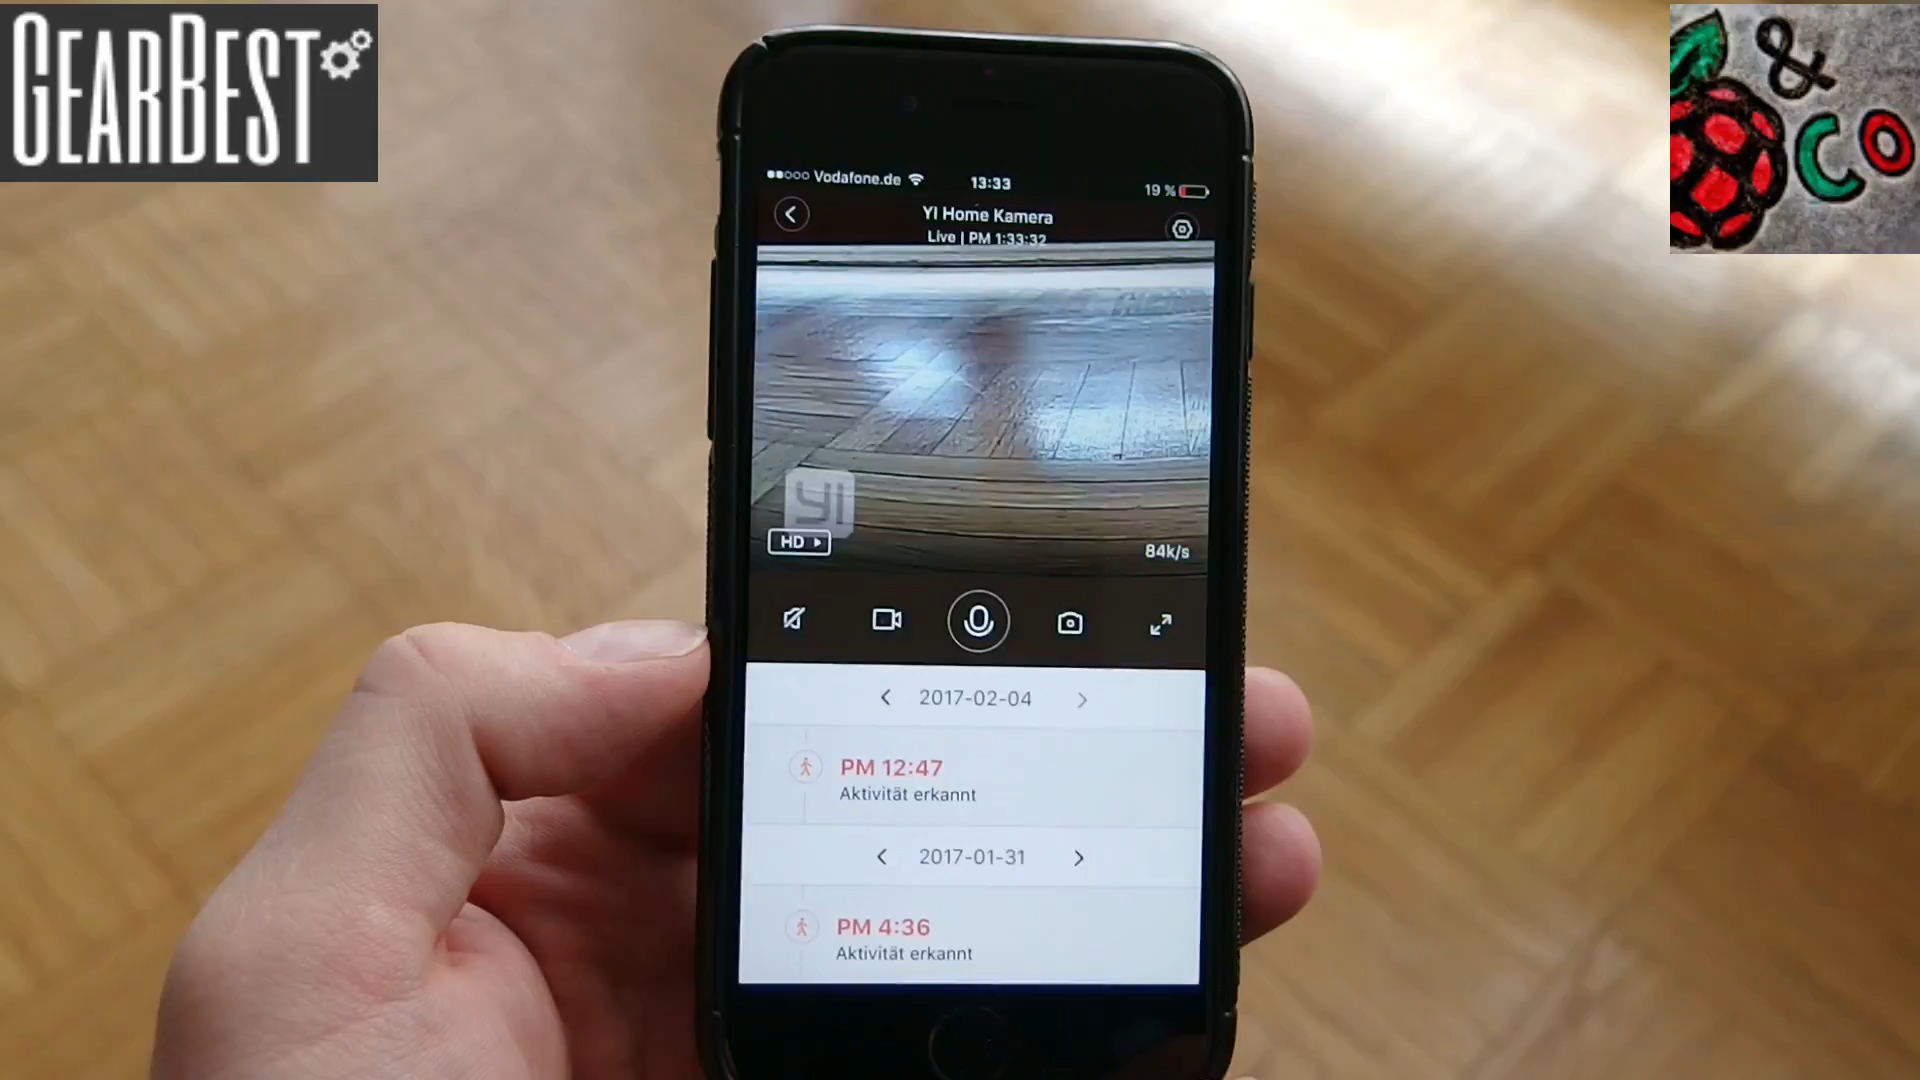 GEARBEST
& CO
Vodafone.de 13:33 19 %
YI Home Kamera
Live | PM 1:33:32
YI
HD
84k/s
2017-02-04
PM 12:47
Aktivität erkannt
2017-01-31
PM 4:36
Aktivität erkannt